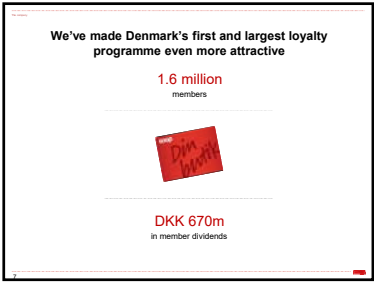 We've made Denmark's first and largest loyalty
programme even more attractive
1.6 million
members
Din
butik
DKK 670m
in member dividends
7